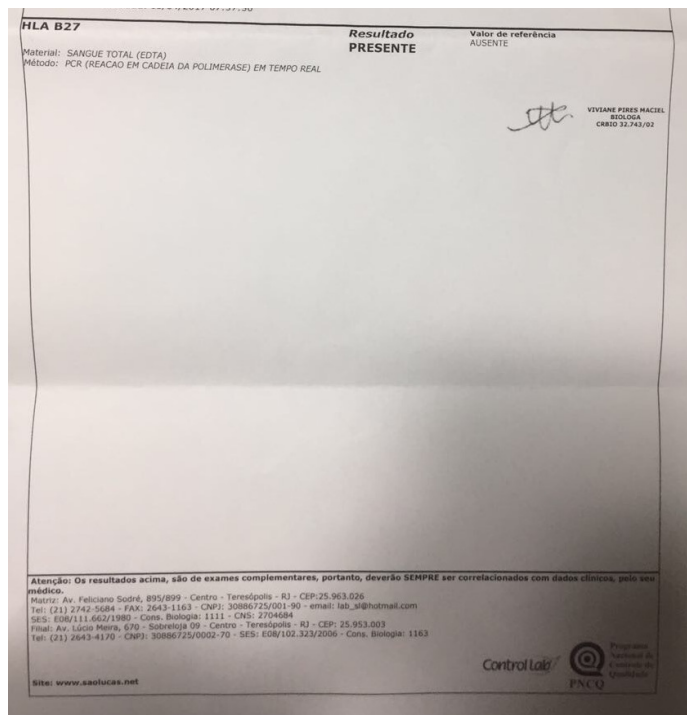 HLA B27
Resultado
Valor de referência
PRESENTE
AUSENTE
Material: SANGUE TOTAL (EDTA)
Método: PCR (REACAO EM CADEIA DA POLIMERASE) EM TEMPO REAL
VIVIANE PIRES MACIEL
BIOLOGA
CRBIO 32.743/02
Atenção: Os resultados acima, são de exames complementares, portanto, deverão SEMPRE ser correlacionados com dados clínicos, pelo seu
médico.
Matriz: Av. Feliciano Sodré, 895/899 - Centro - Teresópolis - RJ - CEP:25.963.026
Tel: (21) 2742-5684 - FAX: 2643-1163 - CNPJ: 30886725/001-90 - email: lab_sl@hotmail.com
SES: E08/111.662/1980 - Cons. Biologia: 1111 - CNS: 2704684
Filial: Av. Lúcio Meira, 670 - Sobreloja 09 - Centro - Teresópolis - RJ - CEP: 25.953.003
Tel: (21) 2643-4170 - CNPJ: 30886725/0002-70 - SES: E08/102.323/2006 - Cons. Biologia: 1163
Control Lab
Programa
Nacional de
Controle de
Qualidade
PNCQ
Site: www.saolucas.net